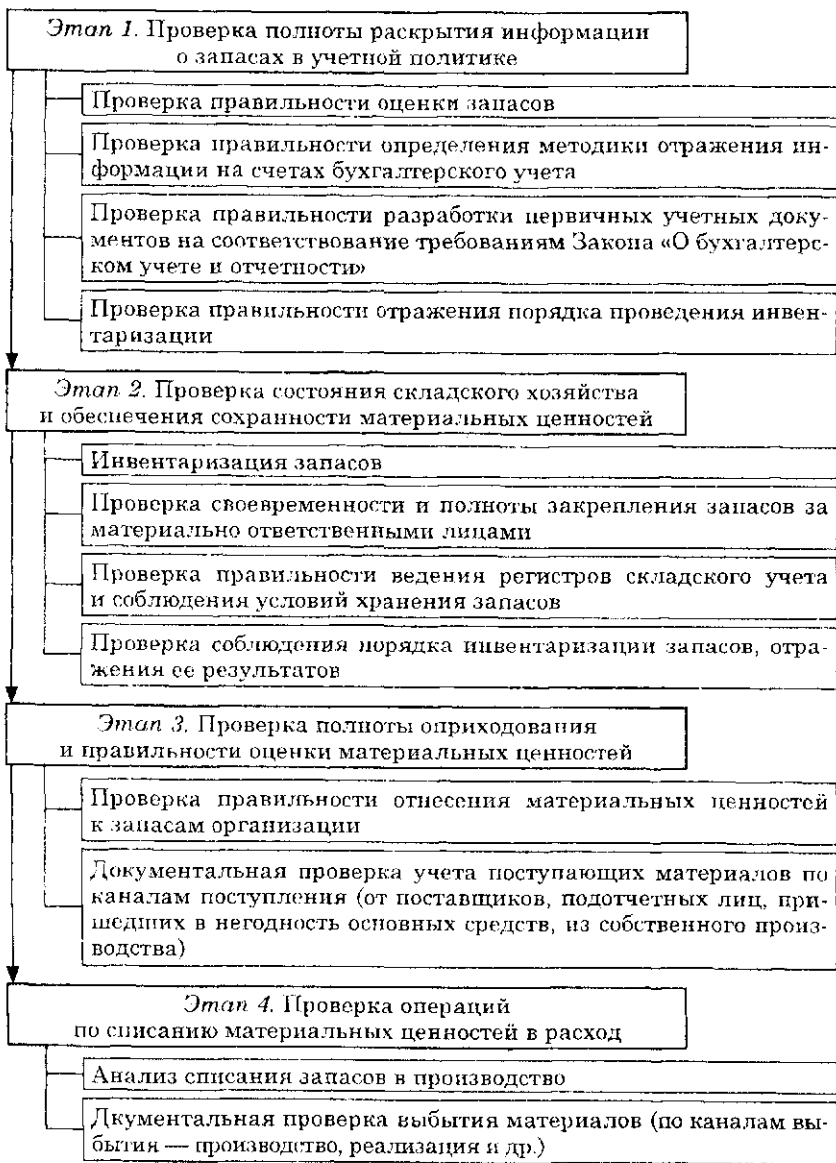 Этап 1. Проверка полноты раскрытия информации
о запасах в учетной политике
Проверка правильности оценки запасов
Проверка правильности определения методики отражения ин-
формации на счетах бухгалтерского учета
Проверка правильности разработки первичных учетных доку-
ментов на соответствование требованиям Закона «О бухгалтерс-
ком учете и отчетности»
Проверка правильности отражения порядка проведения инвен-
таризации
Этап 2. Проверка состояния складского хозяйства
и обеспечения сохранности материальных ценностей
Инвентаризация запасов
Проверка своевременности и полноты закрепления запасов за
материально ответственными лицами
Проверка правильности ведения регистров складского учета
и соблюдения условий хранения запасов
Проверка соблюдения порядка инвентаризации запасов, отра-
жения ее результатов
Этап 3. Проверка полноты оприходования
и правильности оценки материальных ценностей
Проверка правильности отнесения материальных ценностей
к запасам организации
Документальная проверка учета поступающих материалов по
каналам поступления (от поставщиков, подотчетных лиц, при-
шедших в негодность основных средств, из собственного произ-
водства)
Этап 4. Проверка операций
по списанию материальных ценностей в расход
Анализ списания запасов в производство
Дкументальная проверка выбытия материалов (по каналам вы-
бытия — производство, реализация и др.)